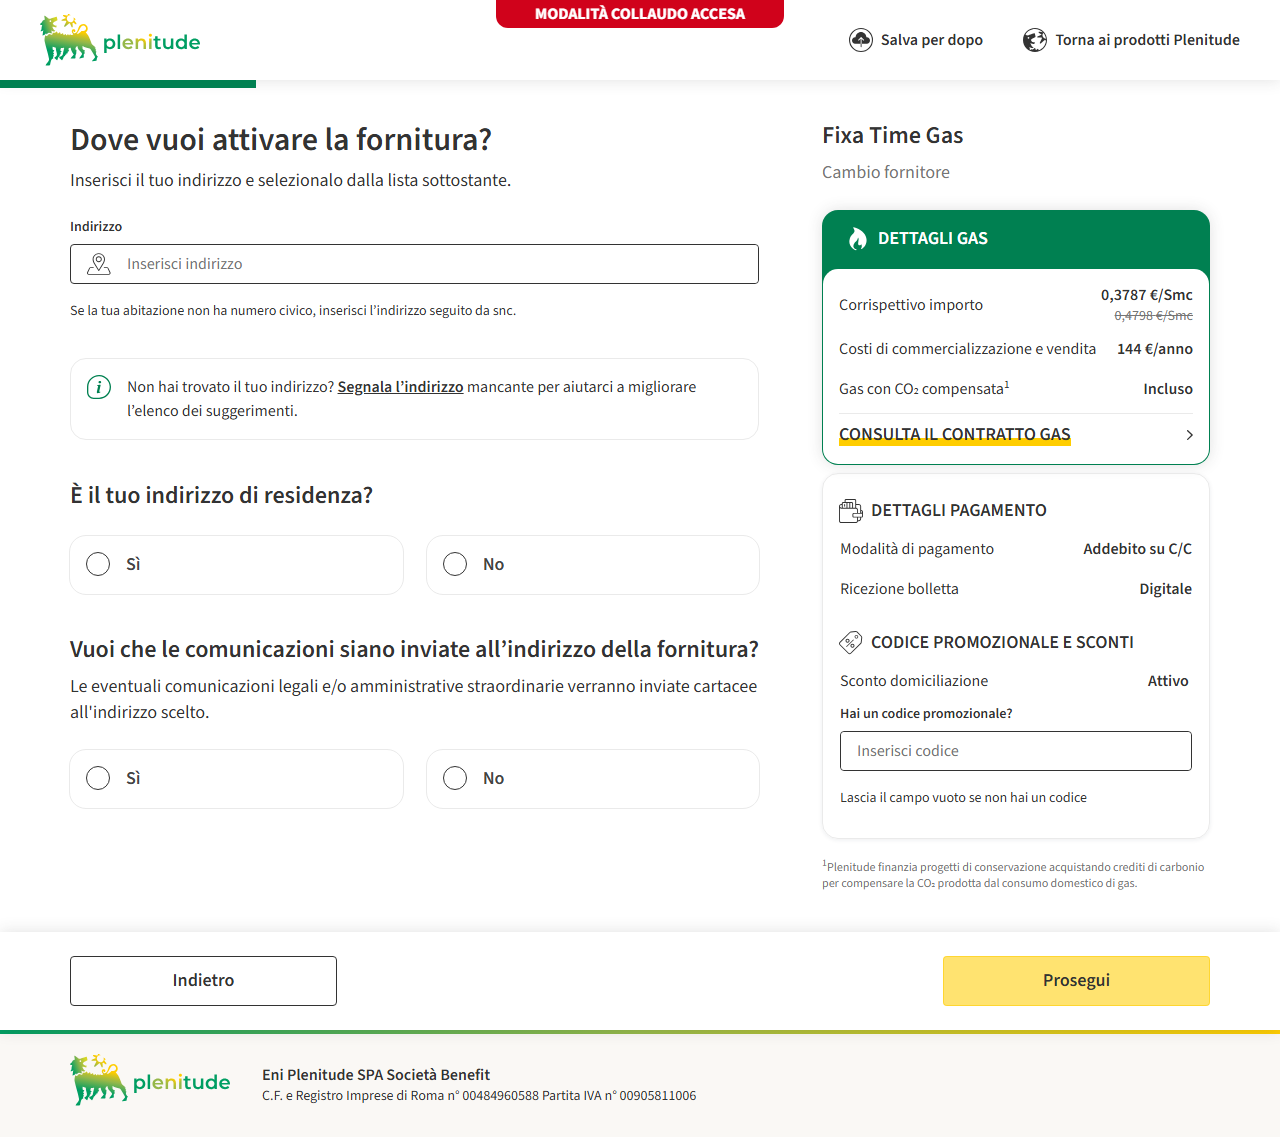 MODALITÀ COLLAUDO ACCESA
plenitude
Salva per dopo
Torna ai prodotti Plenitude
Dove vuoi attivare la fornitura?
Inserisci il tuo indirizzo e selezionalo dalla lista sottostante.
Indirizzo
Inserisci indirizzo
Se la tua abitazione non ha numero civico, inserisci l’indirizzo seguito da snc.
Non hai trovato il tuo indirizzo? Segnala l’indirizzo mancante per aiutarci a migliorare
l’elenco dei suggerimenti.
È il tuo indirizzo di residenza?
Sì
No
Vuoi che le comunicazioni siano inviate all’indirizzo della fornitura?
Le eventuali comunicazioni legali e/o amministrative straordinarie verranno inviate cartacee
all'indirizzo scelto.
Sì
No
Fixa Time Gas
Cambio fornitore
DETTAGLI GAS
Corrispettivo importo
0,3787 €/Smc
0,4798 €/Smc
Costi di commercializzazione e vendita
144 €/anno
Gas con CO₂ compensata¹
Incluso
CONSULTA IL CONTRATTO GAS
DETTAGLI PAGAMENTO
Modalità di pagamento
Addebito su C/C
Ricezione bolletta
Digitale
CODICE PROMOZIONALE E SCONTI
Sconto domiciliazione
Attivo
Hai un codice promozionale?
Inserisci codice
Lascia il campo vuoto se non hai un codice
¹Plenitude finanzia progetti di conservazione acquistando crediti di carbonio
per compensare la CO₂ prodotta dal consumo domestico di gas.
Indietro
Prosegui
plenitude
Eni Plenitude SPA Società Benefit
C.F. e Registro Imprese di Roma n° 00484960588 Partita IVA n° 00905811006